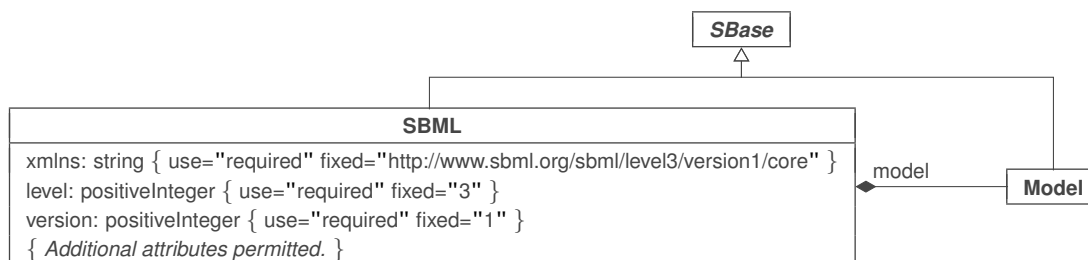 SBase
SBML
xmlns: string { use="required" fixed="http://www.sbml.org/sbml/level3/version1/core" }
level: positiveInteger { use="required" fixed="3" }
version: positiveInteger { use="required" fixed="1" }
{ Additional attributes permitted. }
model
Model